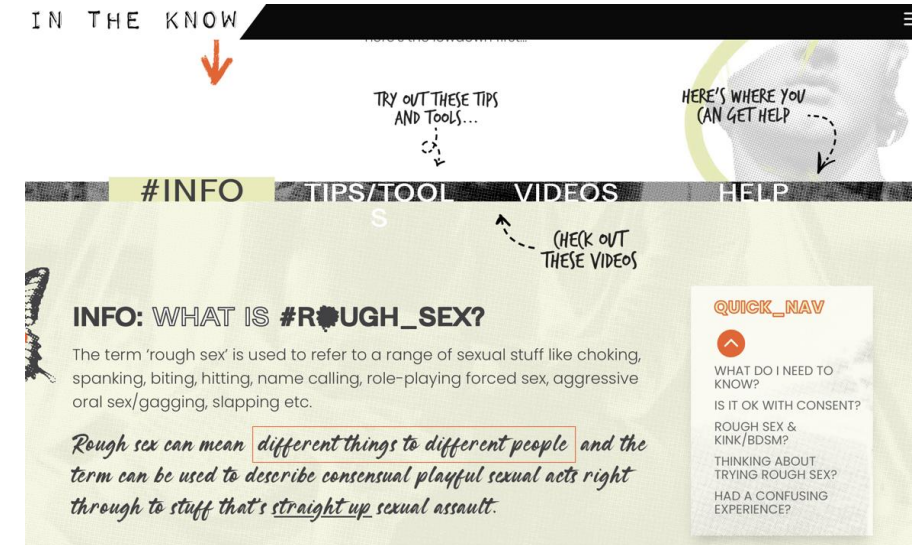 IN THE KNOW
here's the lowdown first...
TRY OUT THESE TIPS
AND TOOLS...
HERE'S WHERE YOU
CAN GET HELP
#INFO
TIPS/TOOL
S
VIDEOS
HELP
CHECK OUT
THESE VIDEOS
INFO: WHAT IS #ROUGH_SEX?
The term ‘rough sex’ is used to refer to a range of sexual stuff like choking,
spanking, biting, hitting, name calling, role-playing forced sex, aggressive
oral sex/gagging, slapping etc.
Rough sex can mean different things to different people and the
term can be used to describe consensual playful sexual acts right
through to stuff that's straight up sexual assault.
QUICK_NAV
WHAT DO I NEED TO
KNOW?
IS IT OK WITH CONSENT?
ROUGH SEX &
KINK/BDSM?
THINKING ABOUT
TRYING ROUGH SEX?
HAD A CONFUSING
EXPERIENCE?